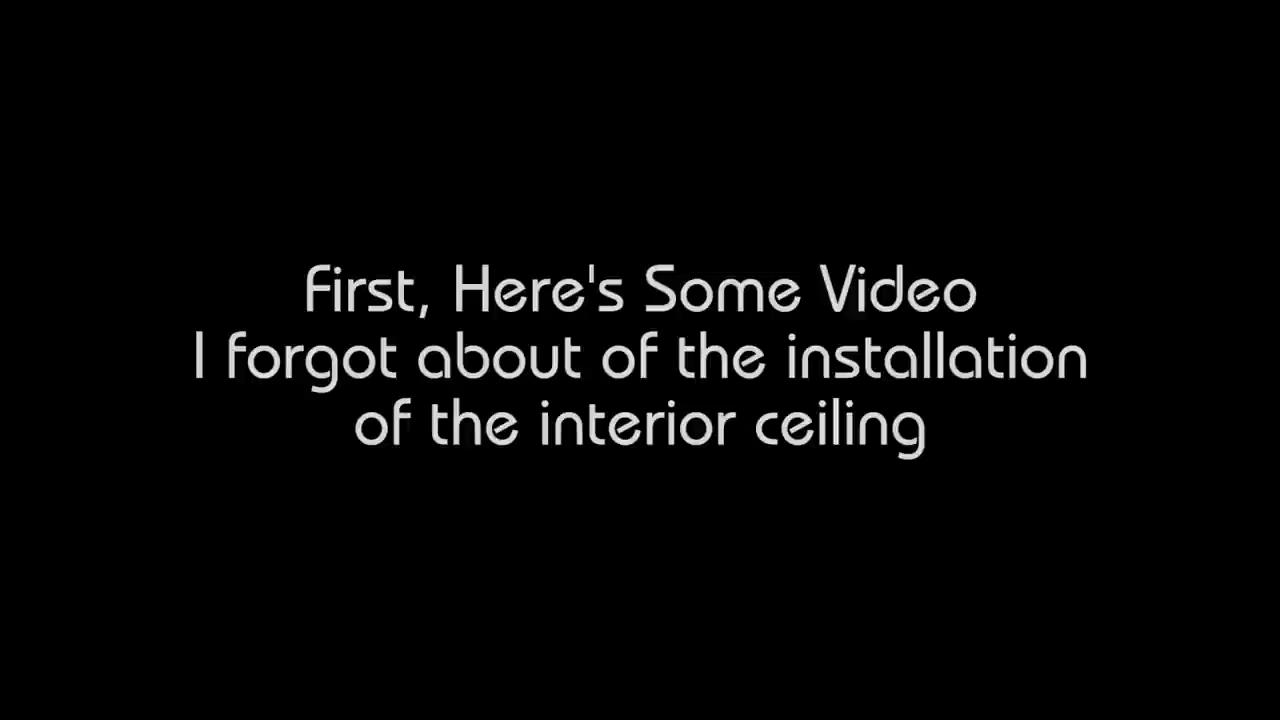 First, Here's Some Video
I forgot about of the installation
of the interior ceiling